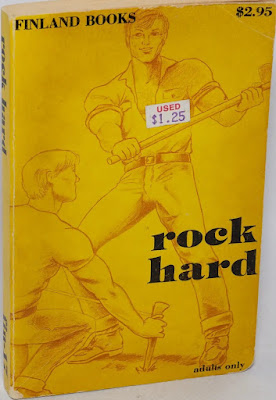 FINLAND BOOKS
$2.95
USED
$1.25
rock
hard
adults only
rock hard